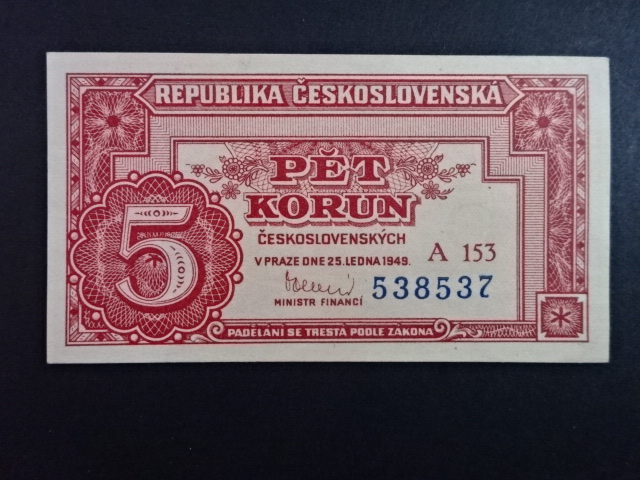 REPUBLIKA ČESKOSLOVENSKÁ
PĚT
KORUN
ČESKOSLOVENSKÝCH
V PRAZE DNE 25. LEDNA 1949.
A 153
538537
MINISTR FINANCÍ
5
PADĚLÁNÍ SE TRESTÁ PODLE ZÁKONA